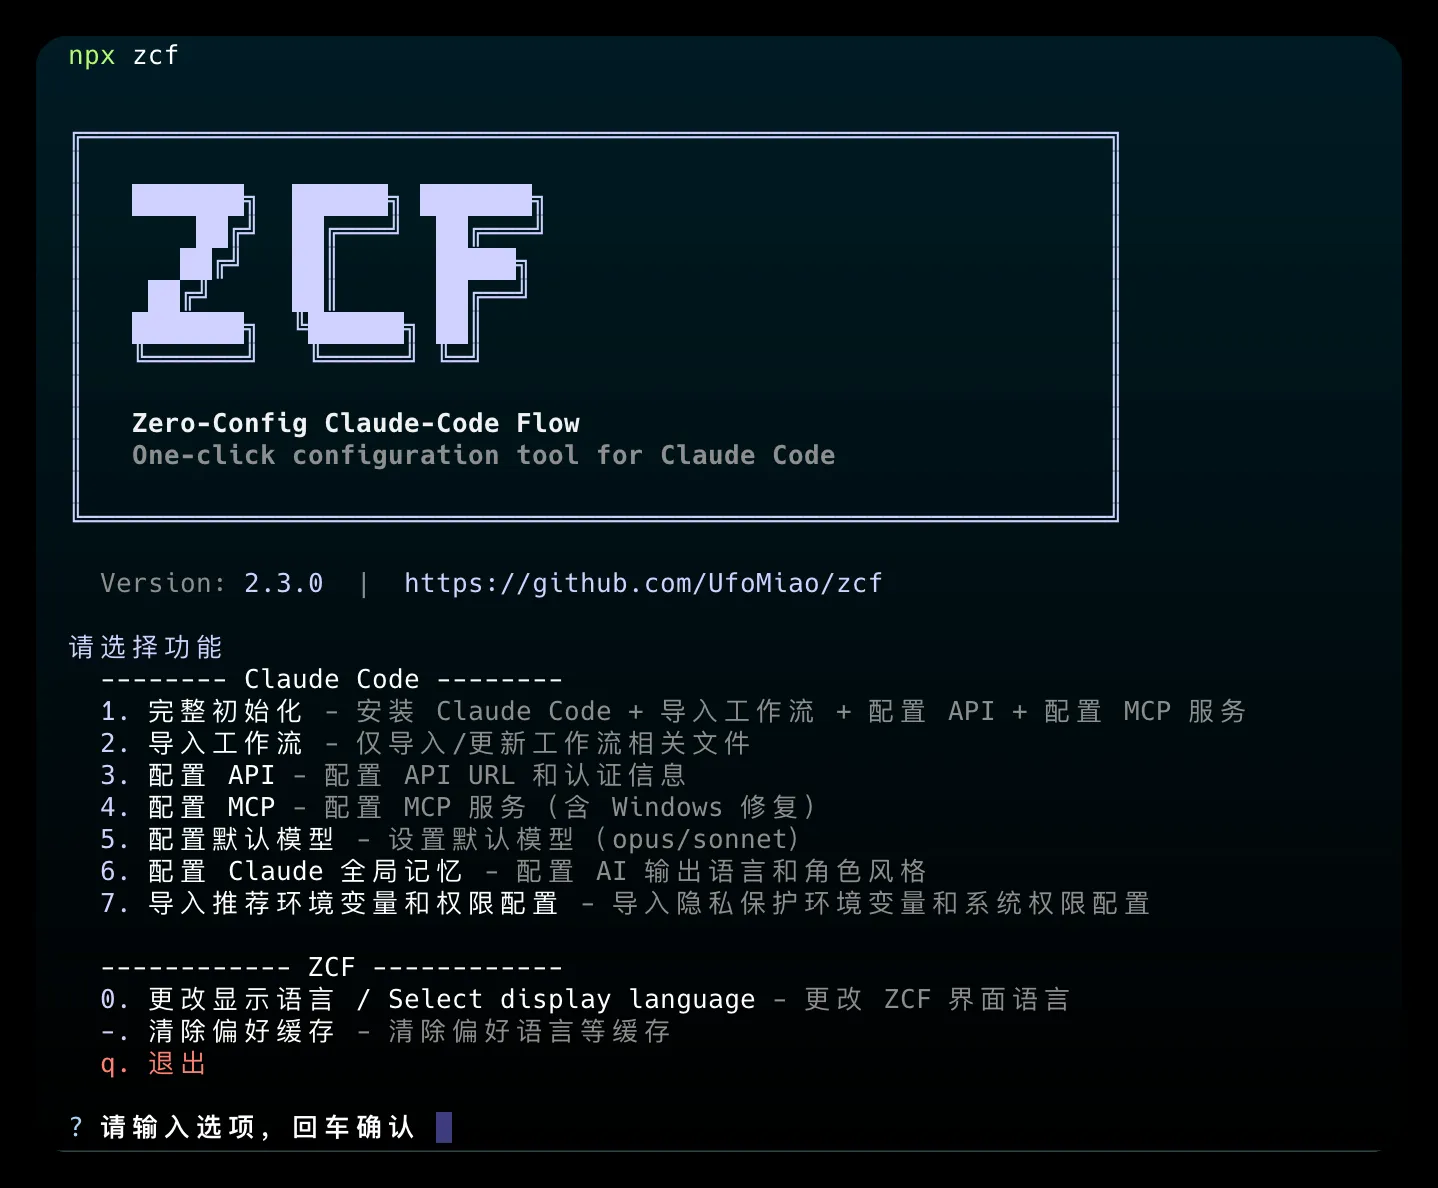 npx zcf
ZCF
Zero-Config Claude-Code Flow
One-click configuration tool for Claude Code
Version: 2.3.0 | https://github.com/UfoMiao/zcf
请选择功能
-------- Claude Code --------
1. 完整初始化 - 安装 Claude Code + 导入工作流 + 配置 API + 配置 MCP 服务
2. 导入工作流 - 仅导入/更新工作流相关文件
3. 配置 API - 配置 API URL 和认证信息
4. 配置 MCP - 配置 MCP 服务（含 Windows 修复）
5. 配置默认模型 - 设置默认模型（opus/sonnet）
6. 配置 Claude 全局记忆 - 配置 AI 输出语言和角色风格
7. 导入推荐环境变量和权限配置 - 导入隐私保护环境变量和系统权限配置
------------ ZCF ------------
0. 更改显示语言 / Select display language - 更改 ZCF 界面语言
-. 清除偏好缓存 - 清除偏好语言等缓存
q. 退出
? 请输入选项，回车确认